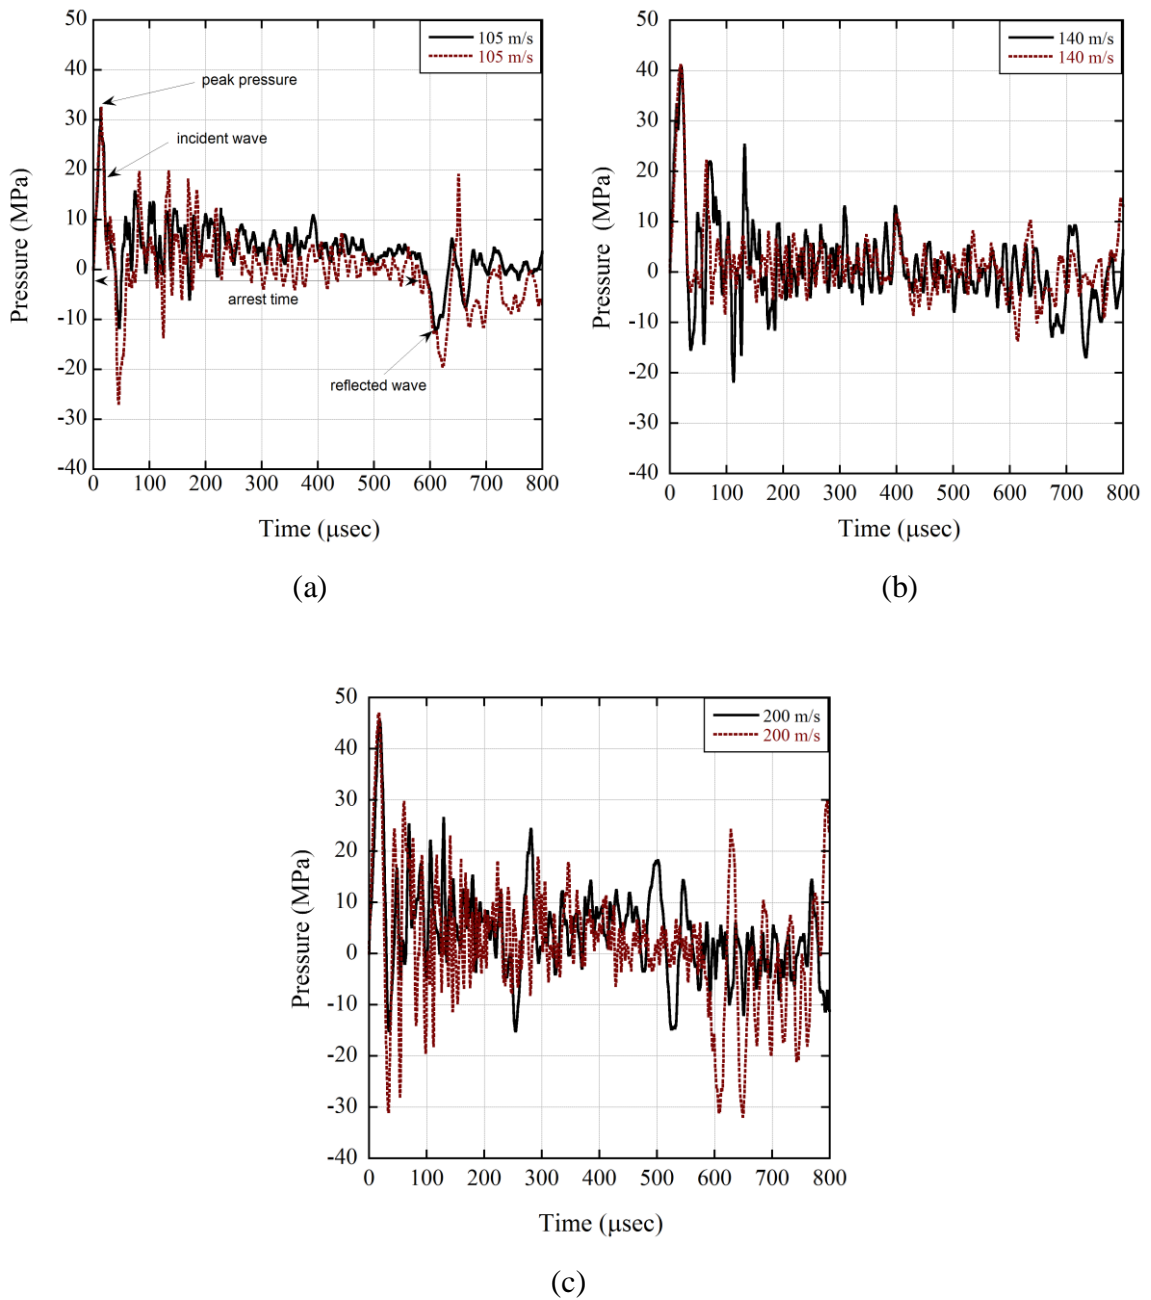 (a)
50
40
30
20
10
0
-10
-20
-30
-40
Pressure (MPa)
105 m/s
105 m/s
peak pressure
incident wave
arrest time
reflected wave
0 100 200 300 400 500 600 700 800
Time (μsec)
(a)
(b)
50
40
30
20
10
0
-10
-20
-30
-40
Pressure (MPa)
140 m/s
140 m/s
0 100 200 300 400 500 600 700 800
Time (μsec)
(b)
50
40
30
20
10
0
-10
-20
-30
-40
Pressure (MPa)
200 m/s
200 m/s
0 100 200 300 400 500 600 700 800
Time (μsec)
(c)